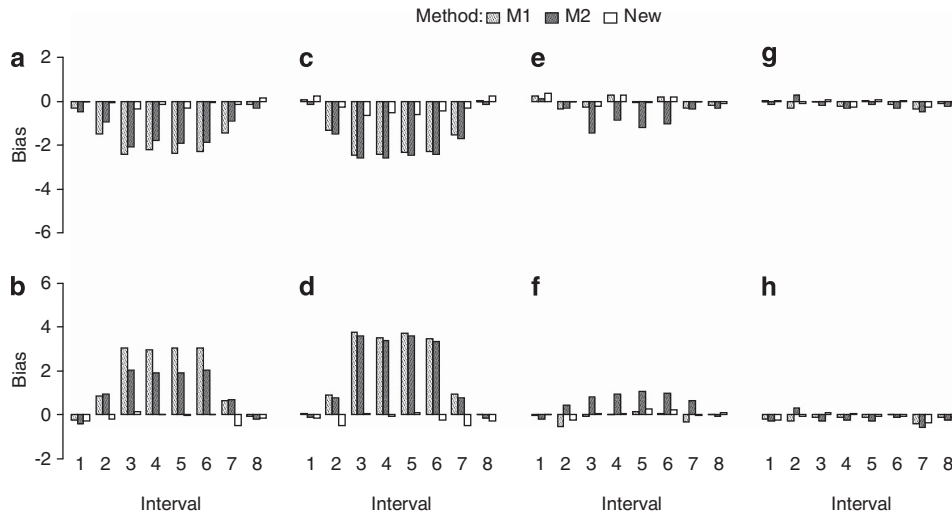 Method: M1 M2 New
a c e g
2
0
-2
-4
-6
Bias
b d f h
6
4
2
0
-2
Bias
1 2 3 4 5 6 7 8 1 2 3 4 5 6 7 8 1 2 3 4 5 6 7 8 1 2 3 4 5 6 7 8
Interval Interval Interval Interval